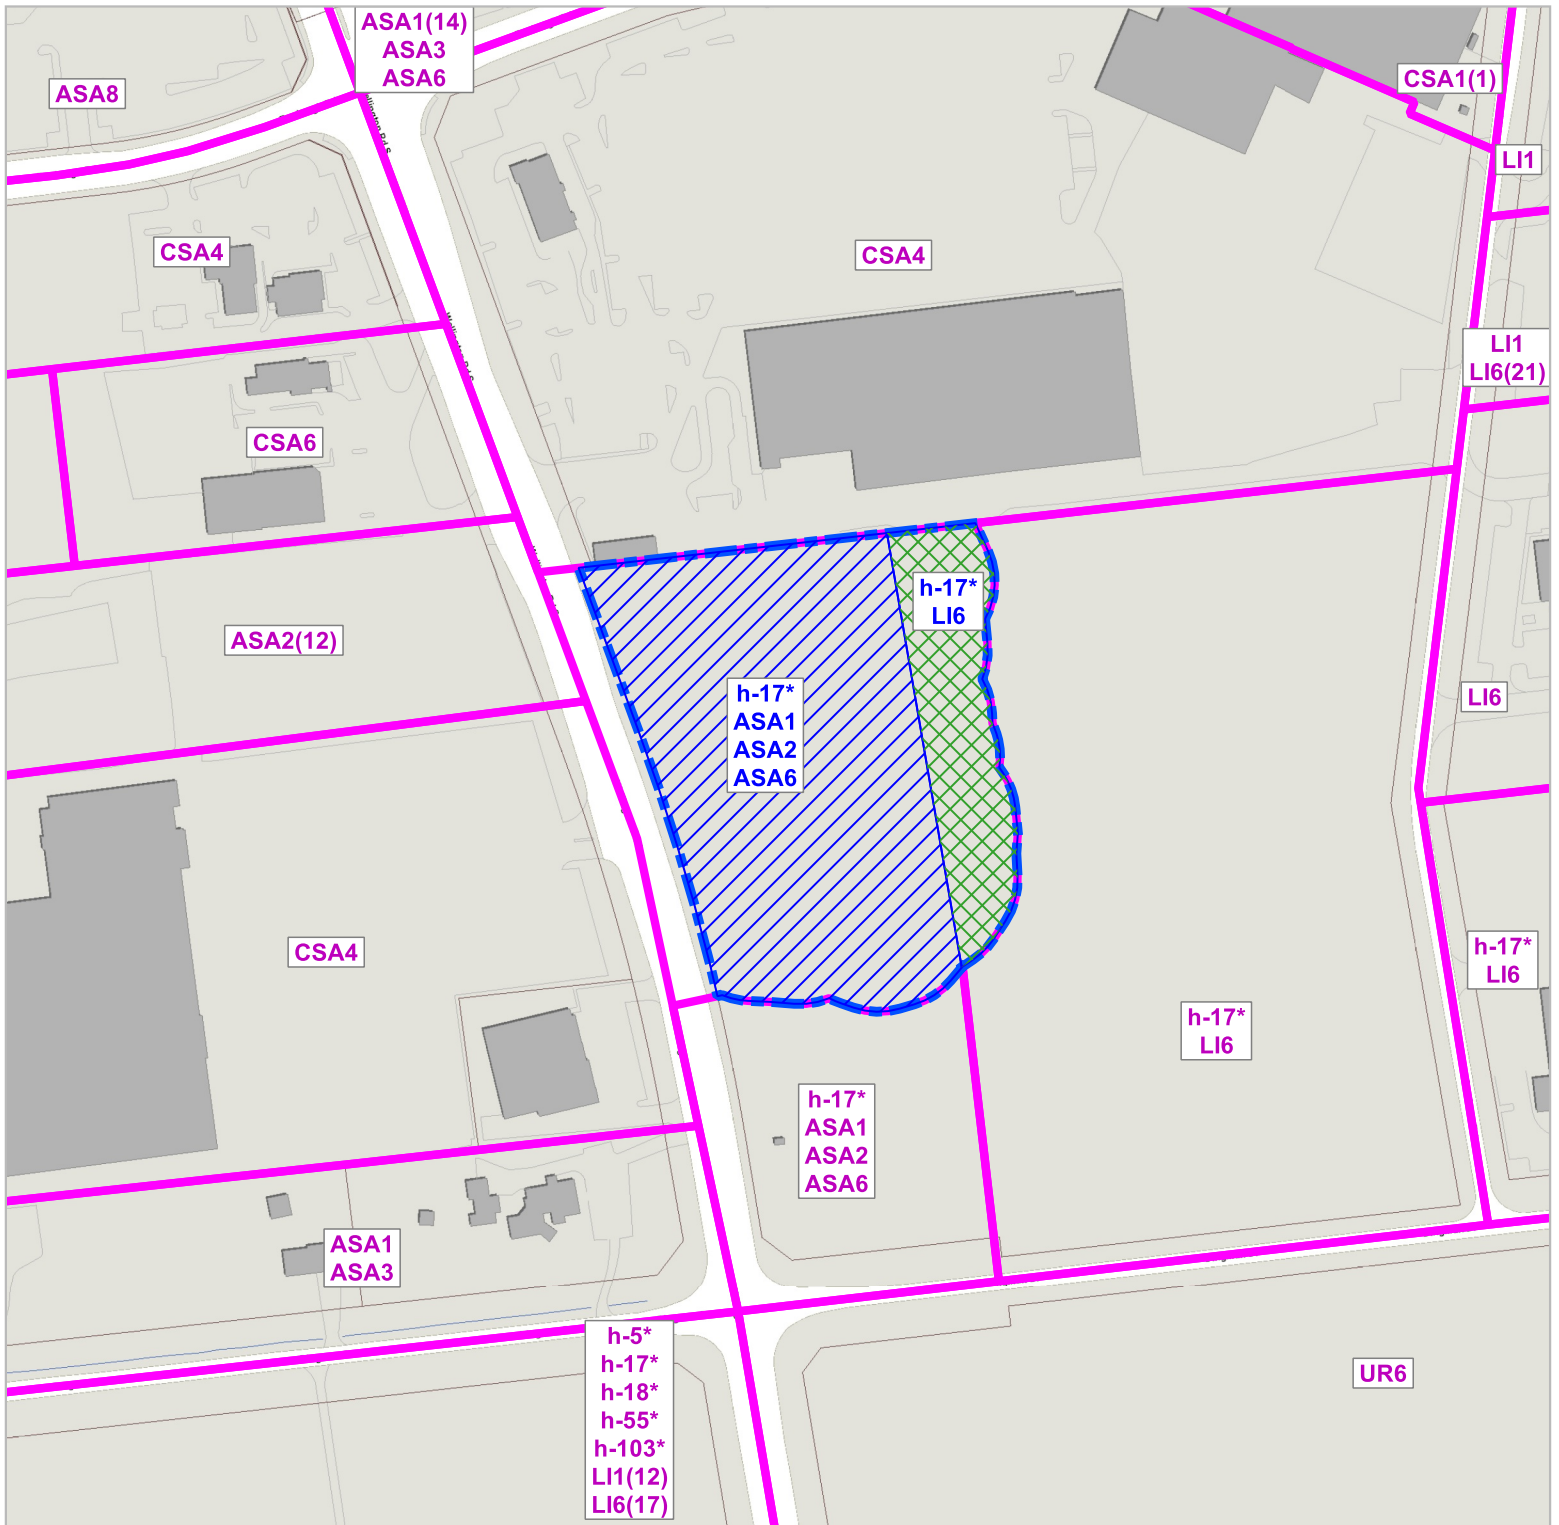 ASA1(14)
ASA3
ASA6
ASA8
CSA1(1)
LI1
CSA4
CSA4
LI1
LI6(21)
CSA6
h-17*
LI6
ASA2(12)
h-17*
ASA1
ASA2
ASA6
LI6
CSA4
h-17*
LI6
h-17*
LI6
h-17*
ASA1
ASA2
ASA6
ASA1
ASA3
h-5*
h-17*
h-18*
h-55*
h-103*
LI1(12)
LI6(17)
UR6